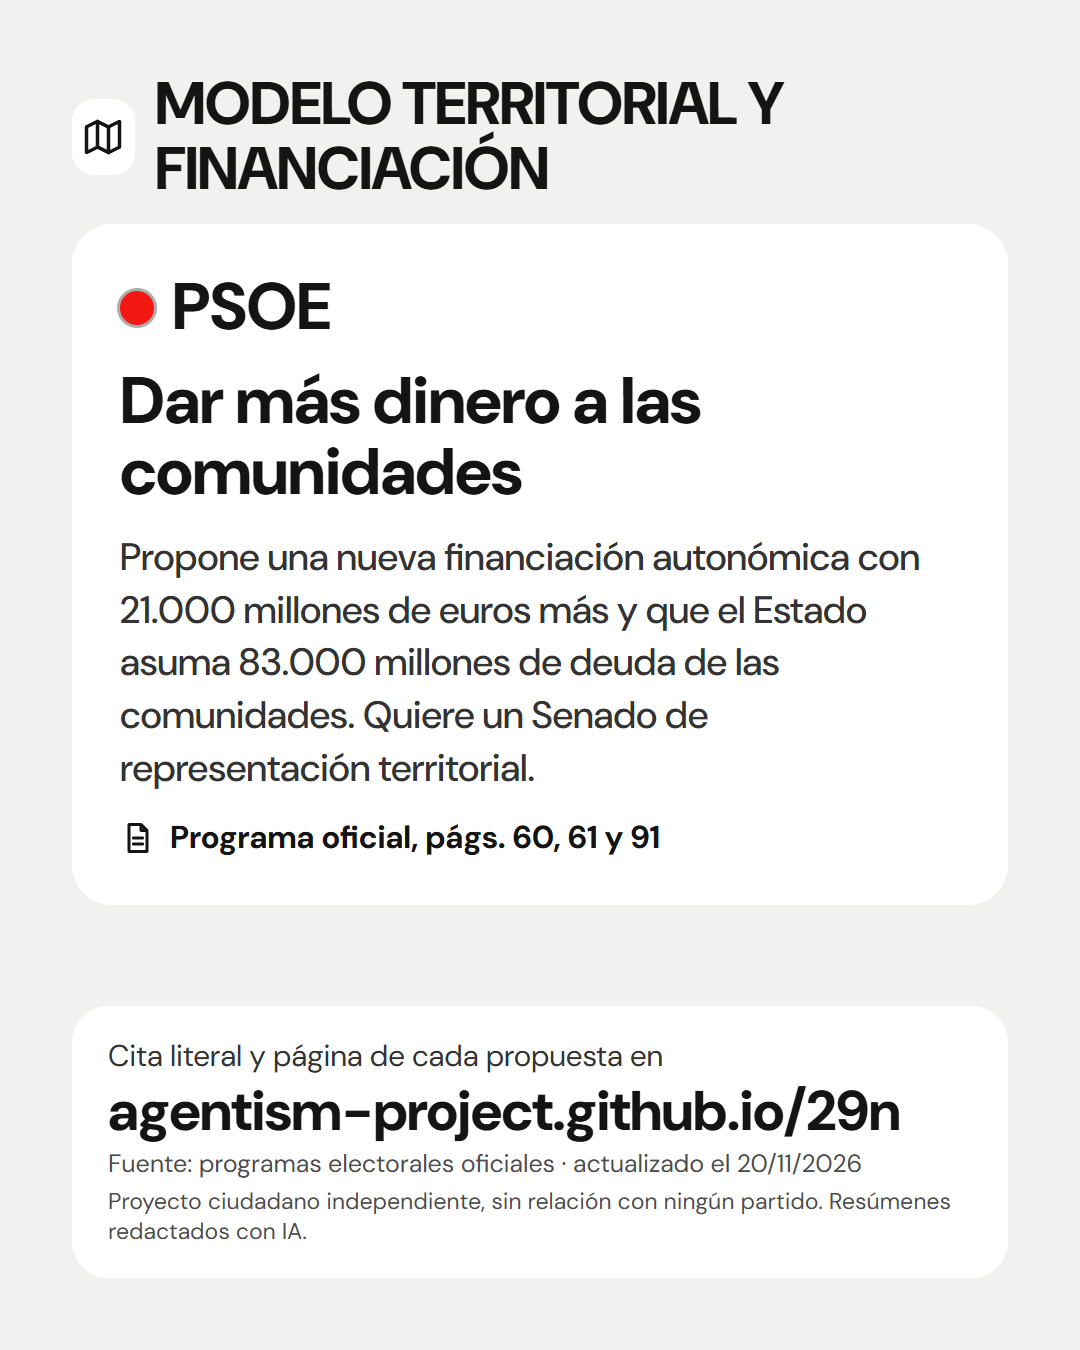 MODELO TERRITORIAL Y
FINANCIACIÓN
PSOE
Dar más dinero a las
comunidades
Propone una nueva financiación autonómica con
21.000 millones de euros más y que el Estado
asuma 83.000 millones de deuda de las
comunidades. Quiere un Senado de
representación territorial.
Programa oficial, págs. 60, 61 y 91
Cita literal y página de cada propuesta en
agentism-project.github.io/29n
Fuente: programas electorales oficiales · actualizado el 20/11/2026
Proyecto ciudadano independiente, sin relación con ningún partido. Resúmenes
redactados con IA.